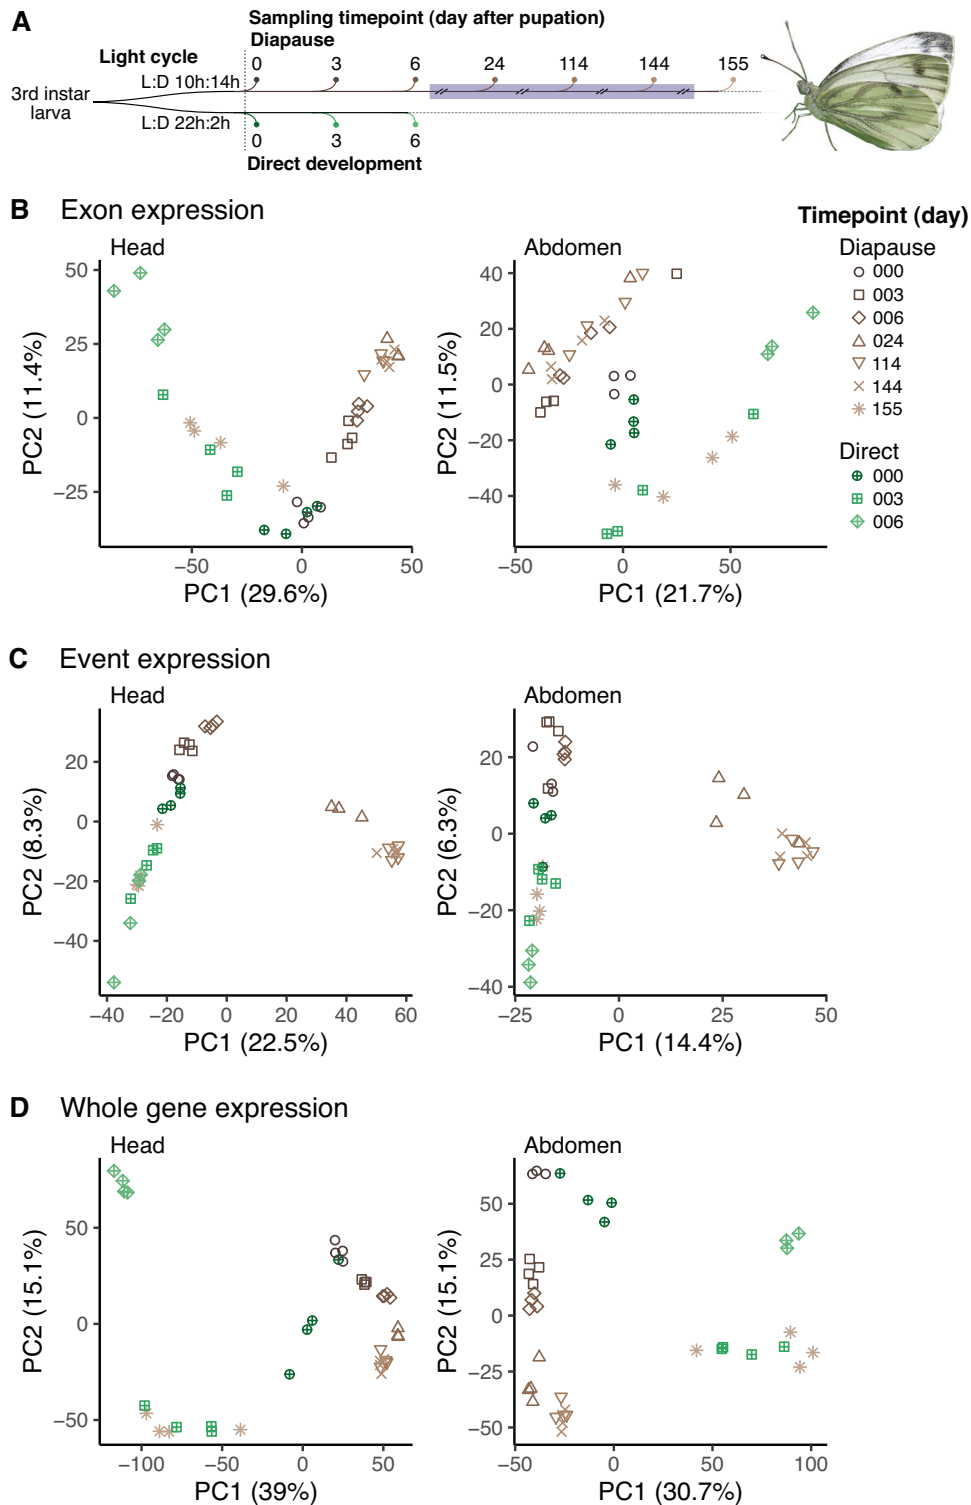 A
Sampling timepoint (day after pupation)
Diapause
Light cycle
0 3 6 24 114 144 155
L:D 10h:14h
3rd instar
larva
L:D 22h:2h
0 3 6
Direct development
B Exon expression
Timepoint (day)
Diapause
000
003
006
024
114
144
155
Direct
000
003
006
Head
50
25
0
−25
PC2 (11.4%)
−50 0 50
PC1 (29.6%)
Abdomen
40
20
0
−20
−40
PC2 (11.5%)
−50 0 50
PC1 (21.7%)
C Event expression
Head
20
0
−20
−40
PC2 (8.3%)
−40 −20 0 20 40 60
PC1 (22.5%)
Abdomen
20
0
−20
−40
PC2 (6.3%)
−25 0 25 50
PC1 (14.4%)
D Whole gene expression
Head
50
0
−50
PC2 (15.1%)
−100 −50 0 50
PC1 (39%)
Abdomen
50
25
0
−25
−50
PC2 (15.1%)
−50 0 50 100
PC1 (30.7%)